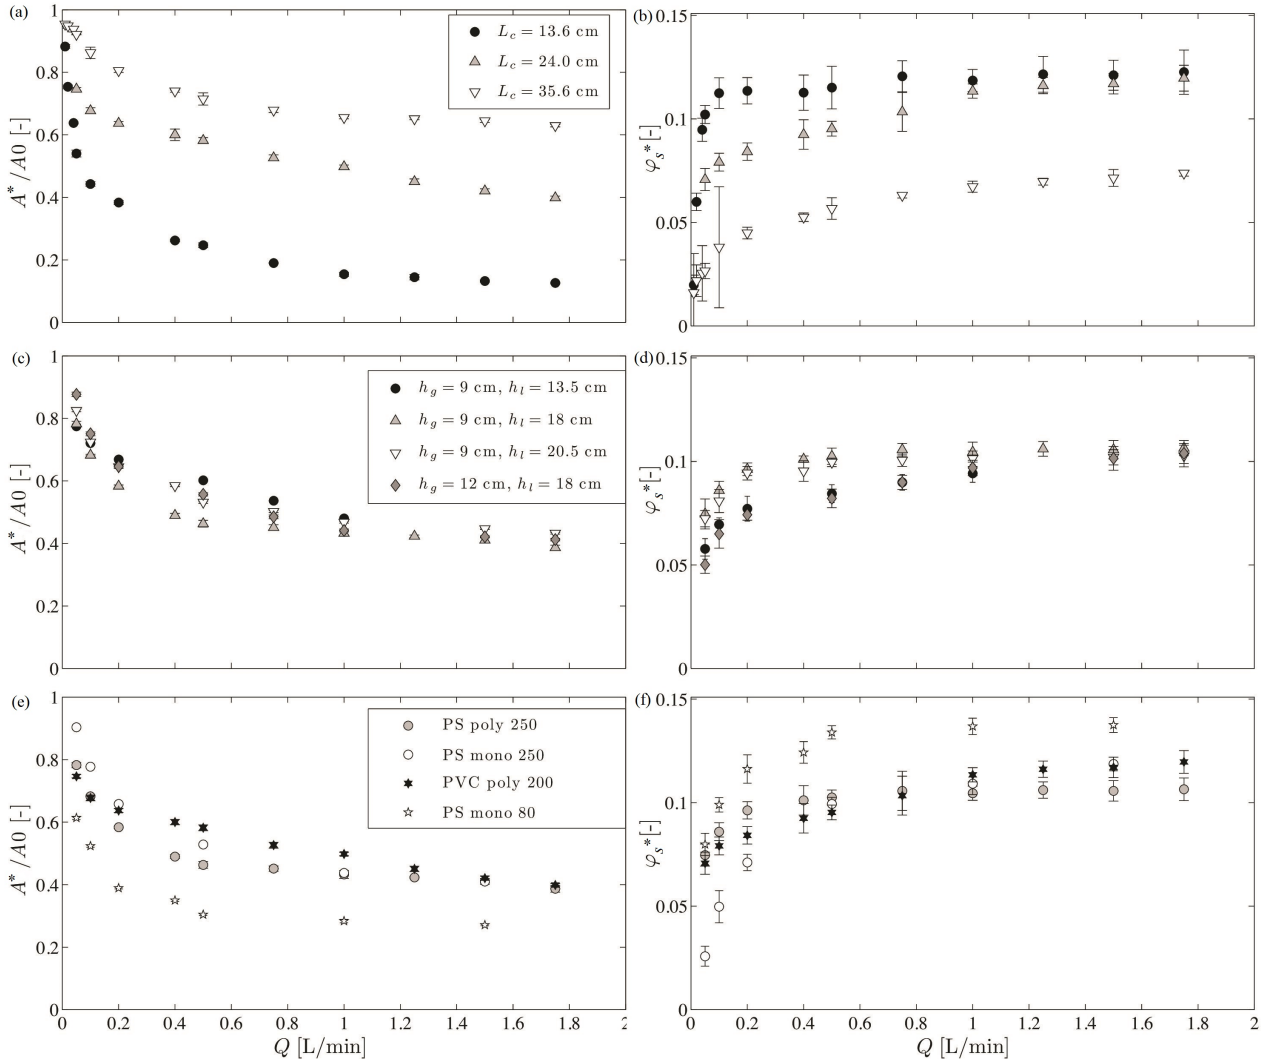 (a)
1
0.8
0.6
0.4
0.2
0
A*/A0 [-]
L_c = 13.6 cm
L_c = 24.0 cm
L_c = 35.6 cm
(b)
0.15
0.1
0.05
0
φ_s* [-]
(c)
1
0.8
0.6
0.4
0.2
0
A*/A0 [-]
h_g = 9 cm, h_l = 13.5 cm
h_g = 9 cm, h_l = 18 cm
h_g = 9 cm, h_l = 20.5 cm
h_g = 12 cm, h_l = 18 cm
(d)
0.15
0.1
0.05
0
φ_s* [-]
(e)
1
0.8
0.6
0.4
0.2
0
A*/A0 [-]
PS poly 250
PS mono 250
PVC poly 200
PS mono 80
0 0.2 0.4 0.6 0.8 1 1.2 1.4 1.6 1.8 2
Q [L/min]
(f)
0.15
0.1
0.05
0
φ_s* [-]
0 0.2 0.4 0.6 0.8 1 1.2 1.4 1.6 1.8 2
Q [L/min]